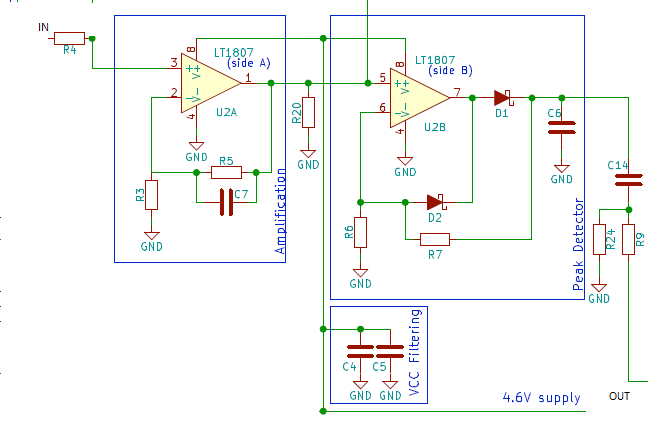 IN
R4
3
2
8
4
1
++
-
V-
V
LT1807
(side A)
U2A
GND
R5
C7
R3
GND
Amplification
R20
GND
LT1807
(side B)
5
6
8
4
7
++
-
V-
V
U2B
GND
D1
D2
R6
GND
R7
C6
GND
Peak Detector
C14
R24
GND
R9
OUT
C4
C5
GND
GND
VCC Filtering
4.6V supply